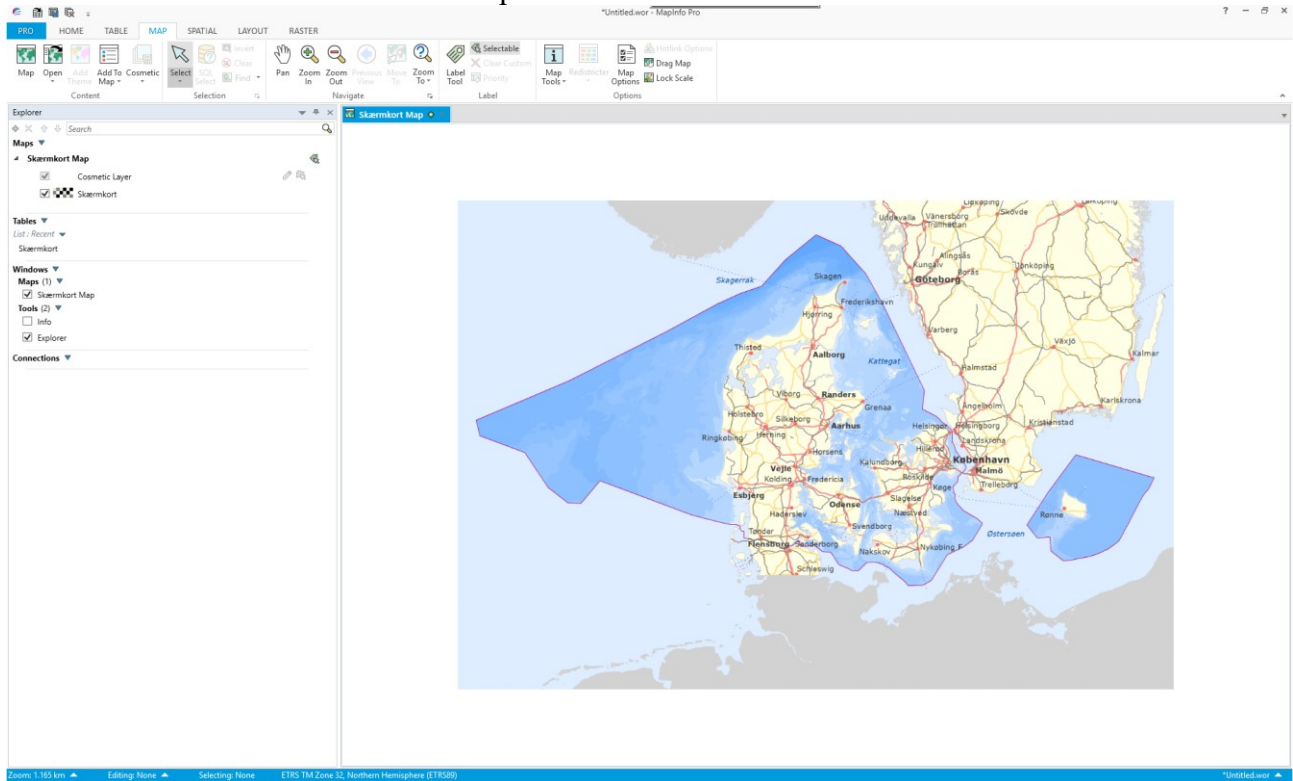 *Untitled.wor - MapInfo Pro
PRO HOME TABLE MAP SPATIAL LAYOUT RASTER
Map Open Add Theme Add To Map Cosmetic
Content
Select SQL Select Invert Clear Find
Selection
Pan Zoom In Zoom Out Previous View Move To Zoom To
Navigate
Label Tool Selectable Clear Custom Priority
Label
Map Tools Redistricter Map Options Hotlink Options Drag Map Lock Scale
Options
Explorer
Search
Maps
Skærmkort Map
Cosmetic Layer
Skærmkort
Tables
List : Recent
Skærmkort
Windows
Maps (1)
Skærmkort Map
Tools (2)
Info
Explorer
Connections
Skærmkort Map
Lidköping
Uddevalla Vänersborg Skövde
Trollhättan
Alingsås
Kungälv Borås Jönköping
Skagerrak Skagen Göteborg
Frederikshavn
Hjørring
Varberg
Växjö
Thisted Aalborg Kattegat Kalmar
Halmstad
Viborg Randers
Grenaa Ängelholm Karlskrona
Holstebro Silkeborg Aarhus Helsingør Helsingborg Kristianstad
Ringkøbing Herning Landskrona
Horsens Hillerød
Kalundborg København
Vejle Roskilde Malmö
Kolding Fredericia Køge Trelleborg
Esbjerg Odense Slagelse
Haderslev Næstved Rønne
Svendborg
Tønder Østersøen
Flensburg Sønderborg Nakskov Nykøbing F
Schleswig
Zoom: 1.165 km Editing: None Selecting: None ETRS TM Zone 32, Northern Hemisphere (ETRS89) *Untitled.wor